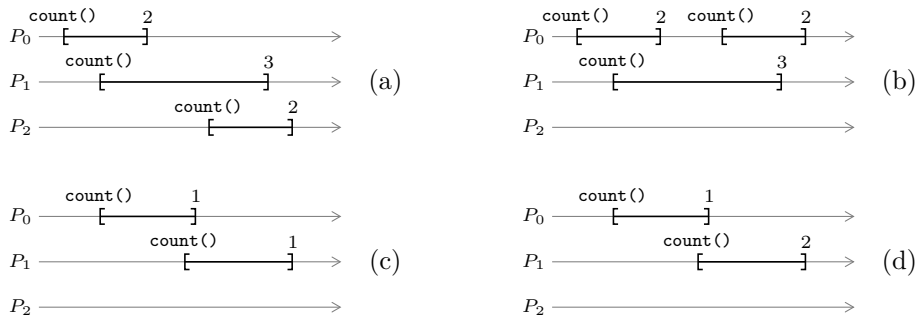 count() 2
P0
count() 3
P1
(a)
count() 2
P2
count() 2 count() 2
P0
count() 3
P1
(b)
P2
count() 1
P0
count() 1
P1
(c)
P2
count() 1
P0
count() 2
P1
(d)
P2